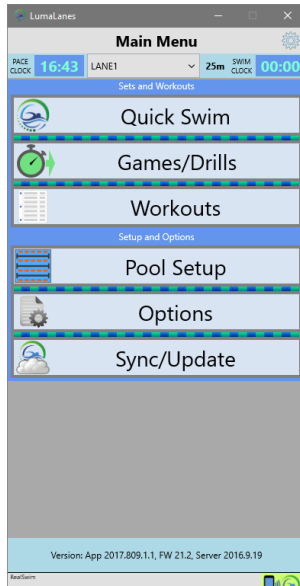 LumaLanes
Main Menu
PACE CLOCK 16:43 LANE1 25m SWIM CLOCK 00:00
Sets and Workouts
Quick Swim
Games/Drills
Workouts
Setup and Options
Pool Setup
Options
Sync/Update
Version: App 2017.809.1.1, FW 21.2, Server 2016.9.19
RealSwim